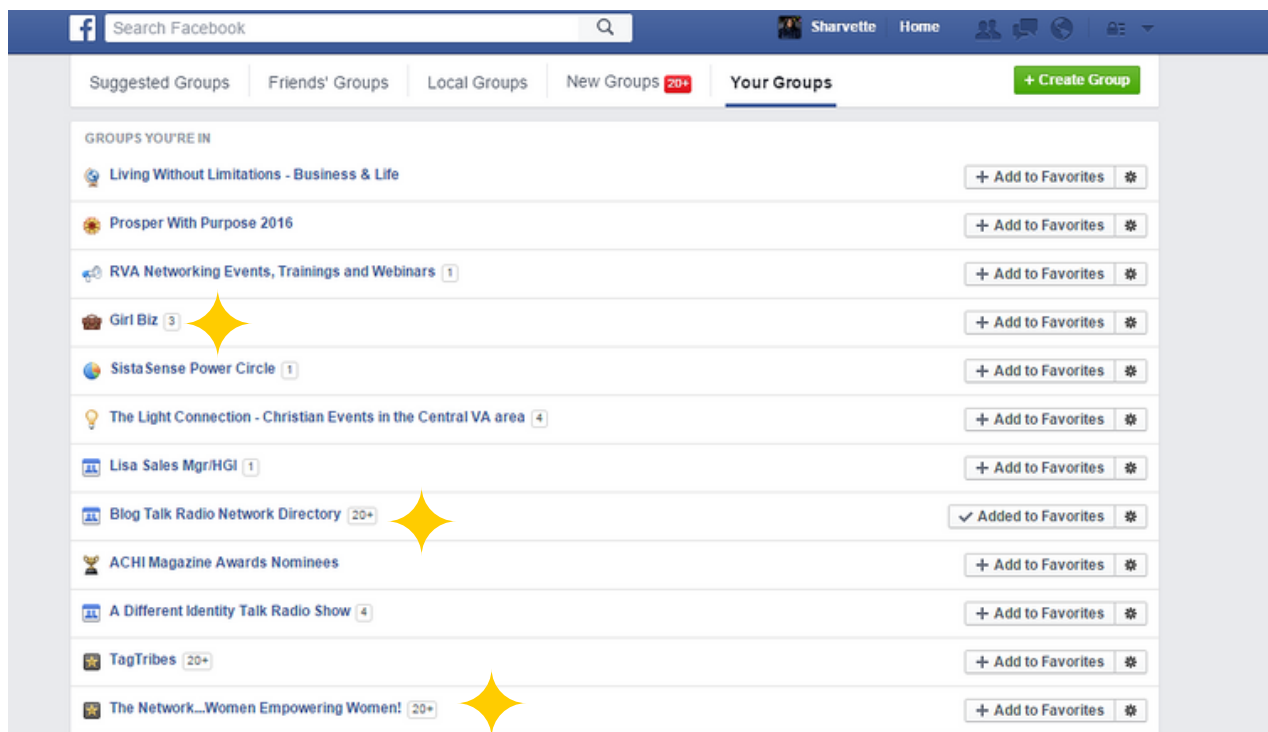 f Search Facebook Sharvette Home
Suggested Groups Friends' Groups Local Groups New Groups 20+ Your Groups + Create Group
GROUPS YOU'RE IN
Living Without Limitations - Business & Life + Add to Favorites
Prosper With Purpose 2016 + Add to Favorites
RVA Networking Events, Trainings and Webinars 1 + Add to Favorites
Girl Biz 3 + Add to Favorites
SistaSense Power Circle 1 + Add to Favorites
The Light Connection - Christian Events in the Central VA area 4 + Add to Favorites
Lisa Sales Mgr/HGI 1 + Add to Favorites
Blog Talk Radio Network Directory 20+ ✓ Added to Favorites
ACHI Magazine Awards Nominees + Add to Favorites
A Different Identity Talk Radio Show 4 + Add to Favorites
TagTribes 20+ + Add to Favorites
The Network...Women Empowering Women! 20+ + Add to Favorites